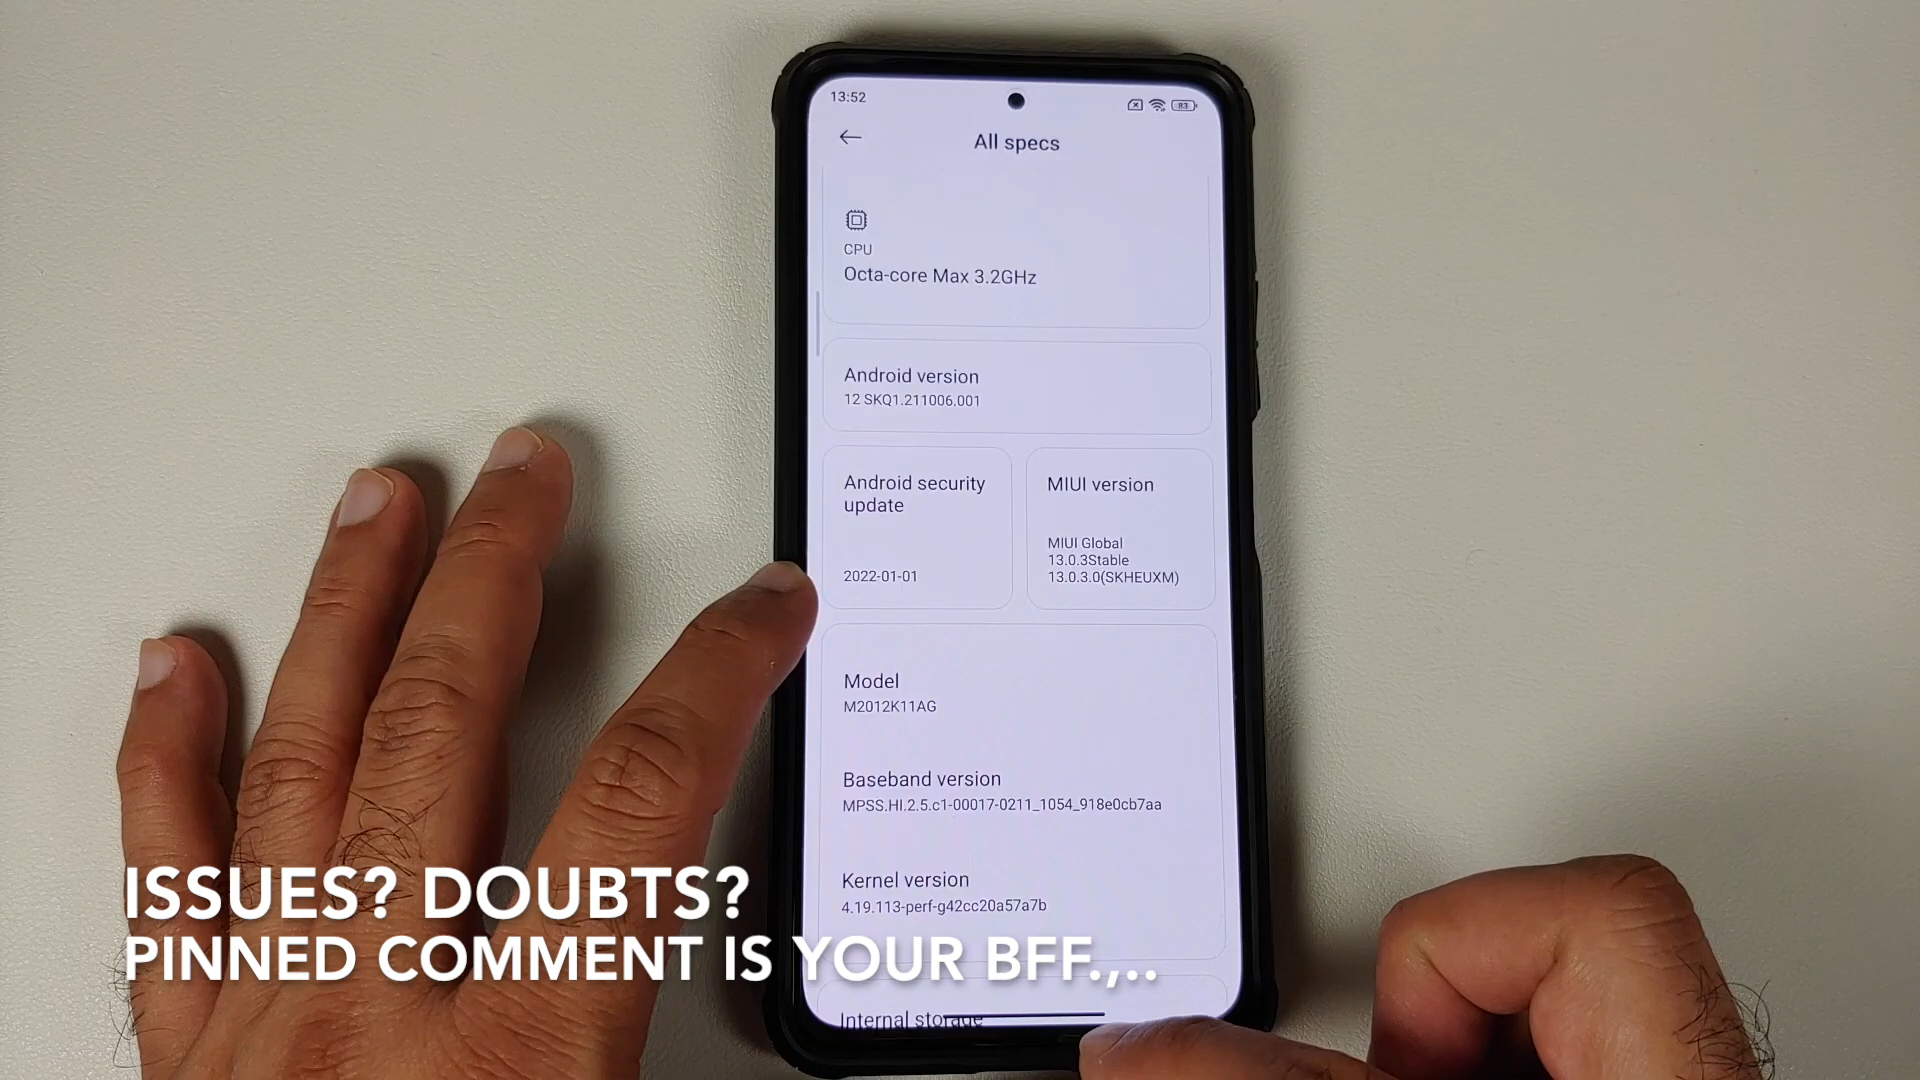 13:52
83
All specs
CPU
Octa-core Max 3.2GHz
Android version
12 SKQ1.211006.001
Android security
update
2022-01-01
MIUI version
MIUI Global
13.0.3Stable
13.0.3.0(SKHEUXM)
Model
M2012K11AG
Baseband version
MPSS.HI.2.5.c1-00017-0211_1054_918e0cb7aa
Kernel version
4.19.113-perf-g42cc20a57a7b
Internal storage
ISSUES? DOUBTS?
PINNED COMMENT IS YOUR BFF.,..